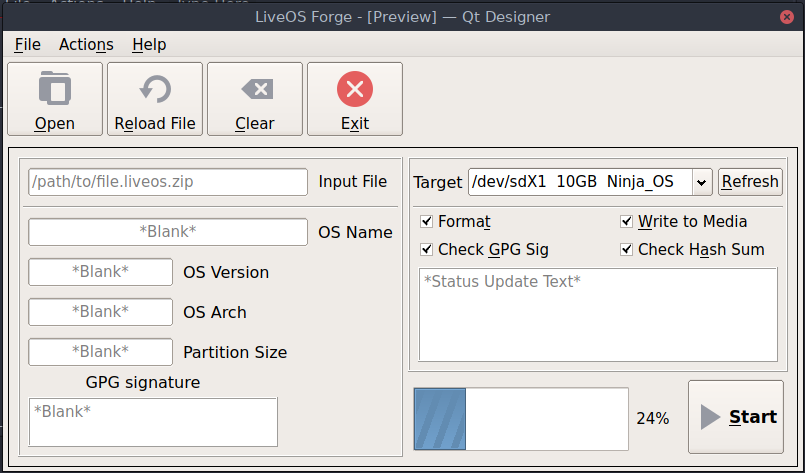 LiveOS Forge - [Preview] — Qt Designer
File Actions Help
Open Reload File Clear Exit
/path/to/file.liveos.zip Input File
*Blank* OS Name
*Blank* OS Version
*Blank* OS Arch
*Blank* Partition Size
GPG signature
*Blank*
Target /dev/sdX1 10GB Ninja_OS Refresh
Format Write to Media
Check GPG Sig Check Hash Sum
*Status Update Text*
24% Start